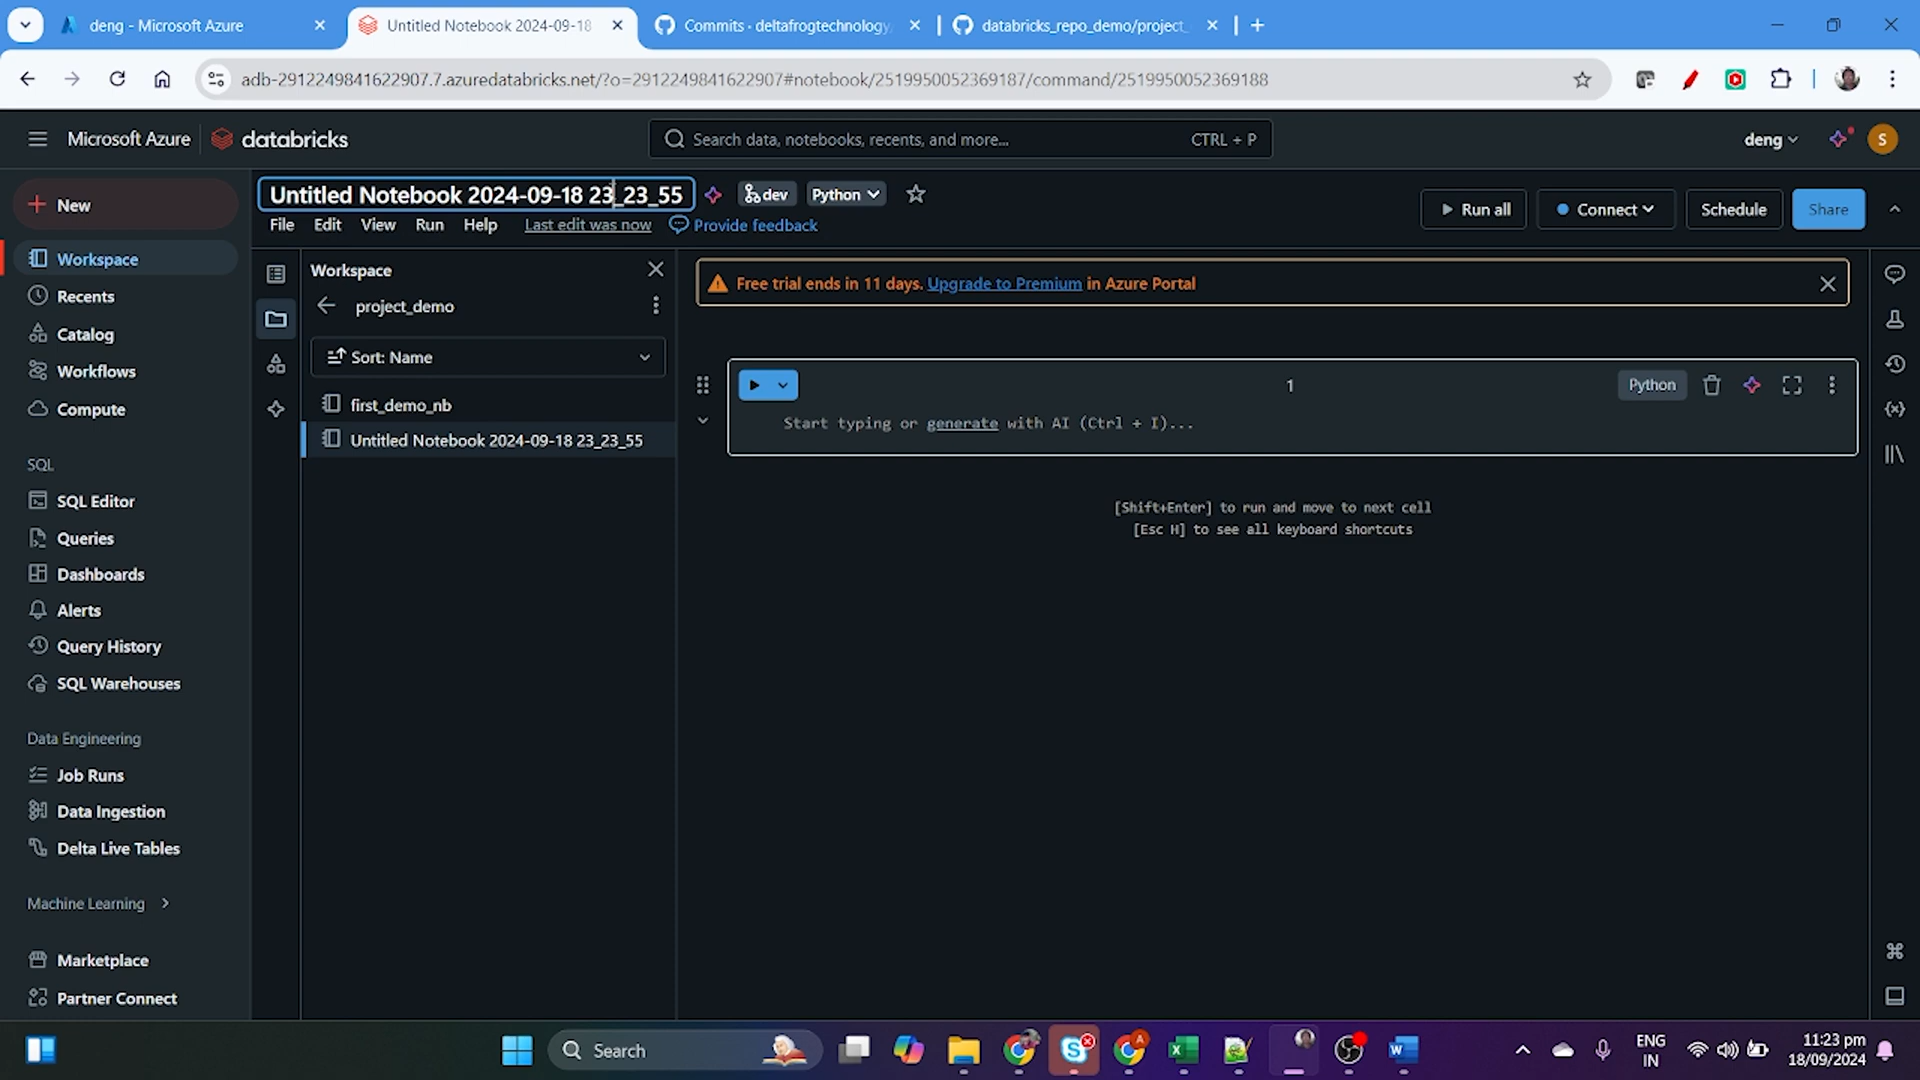 deng - Microsoft Azure
Untitled Notebook 2024-09-18
Commits · deltafrogtechnology
databricks_repo_demo/project_
adb-2912249841622907.7.azuredatabricks.net/?o=2912249841622907#notebook/2519950052369187/command/2519950052369188
Microsoft Azure
databricks
Search data, notebooks, recents, and more...
CTRL + P
deng
S
New
Untitled Notebook 2024-09-18 23_23_55
dev
Python
Run all
Connect
Schedule
Share
File
Edit
View
Run
Help
Last edit was now
Provide feedback
Workspace
Recents
Catalog
Workflows
Compute
SQL
SQL Editor
Queries
Dashboards
Alerts
Query History
SQL Warehouses
Data Engineering
Job Runs
Data Ingestion
Delta Live Tables
Machine Learning
Marketplace
Partner Connect
Workspace
project_demo
Sort: Name
first_demo_nb
Untitled Notebook 2024-09-18 23_23_55
Free trial ends in 11 days. Upgrade to Premium in Azure Portal
1
Python
Start typing or generate with AI (Ctrl + I)...
[Shift+Enter] to run and move to next cell
[Esc H] to see all keyboard shortcuts
Search
ENG
IN
11:23 pm
18/09/2024